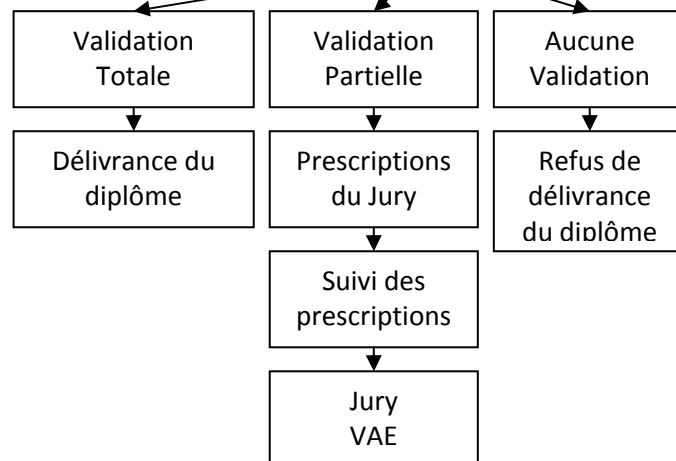 Validation
Totale
Validation
Partielle
Aucune
Validation
Délivrance du
diplôme
Prescriptions
du Jury
Refus de
délivrance
du diplôme
Suivi des
prescriptions
Jury
VAE